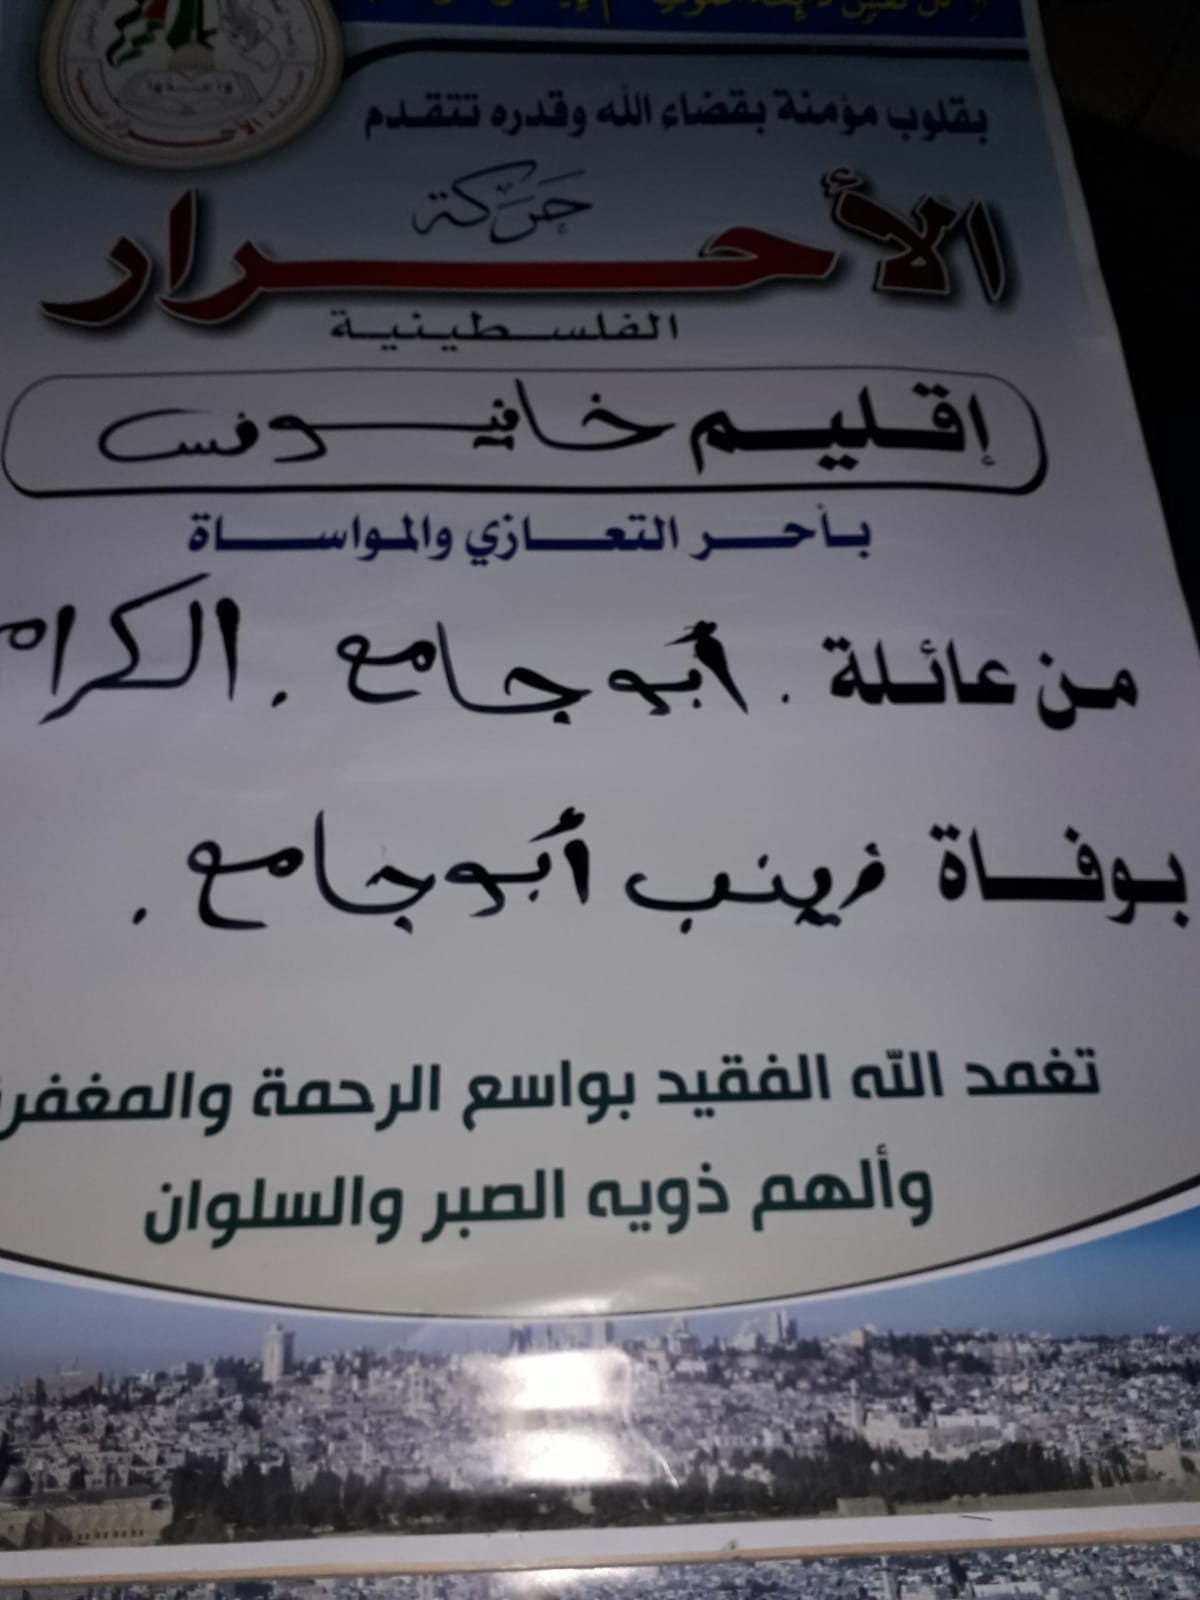 بقلوب مؤمنة بقضاء الله وقدره تتقدم
حركة
الأحرار
الفلسطينية
إقليم خانيونس
بأحر التعازي والمواساة
من عائلة . أبو جامع . الكرام
بوفاة زينب أبو جامع .
تغمد الله الفقيد بواسع الرحمة والمغفرة
وألهم ذويه الصبر والسلوان